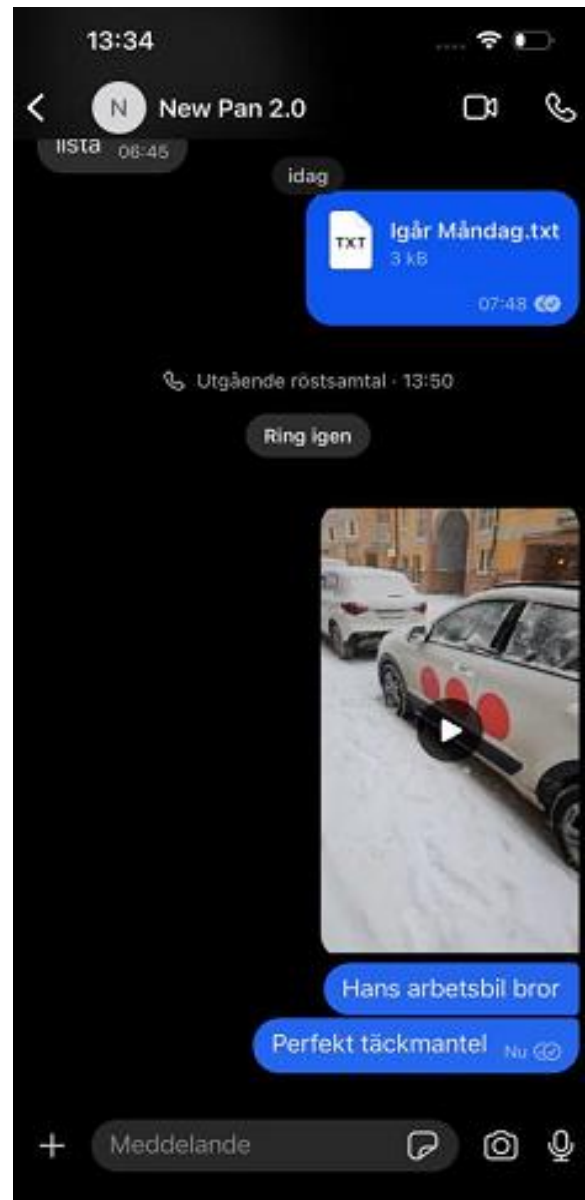 13:34
N New Pan 2.0
lista 06:45
idag
TXT
Igår Måndag.txt
3 kB
07:48
Utgående röstsamtal · 13:50
Ring igen
Hans arbetsbil bror
Perfekt täckmantel Nu
Meddelande